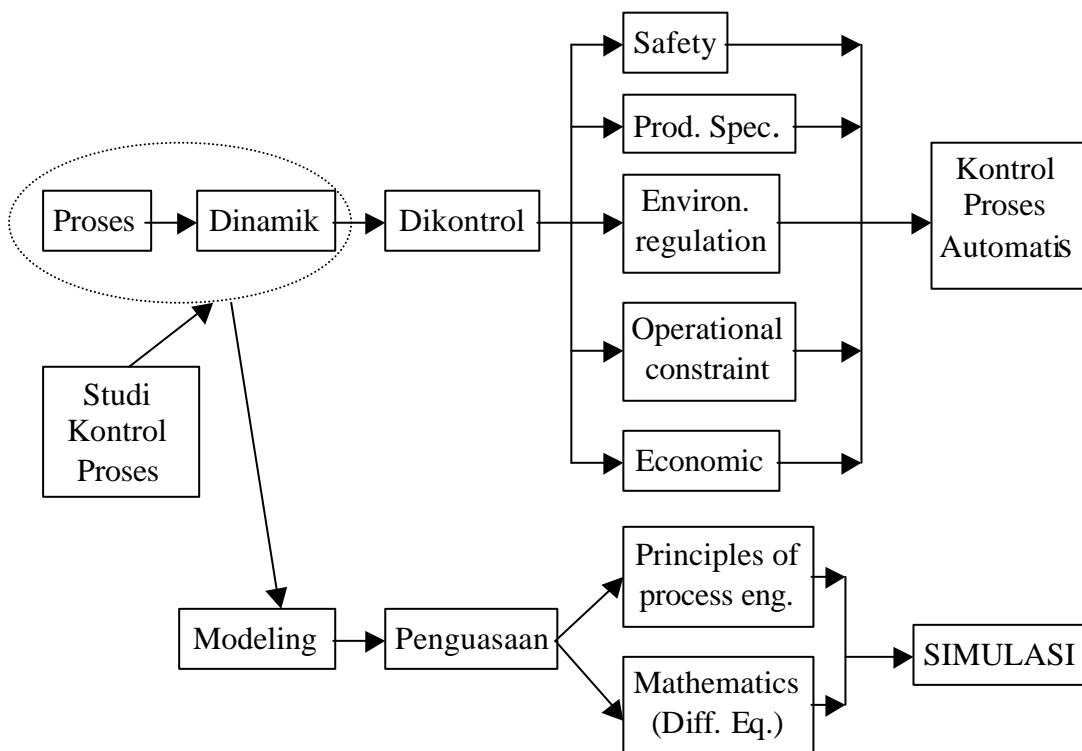 Safety
Prod. Spec.
Proses
Dinamik
Dikontrol
Environ.
regulation
Kontrol
Proses
Automatis
Operational
constraint
Studi
Kontrol
Proses
Economic
Principles of
process eng.
Modeling
Penguasaan
Mathematics
(Diff. Eq.)
SIMULASI